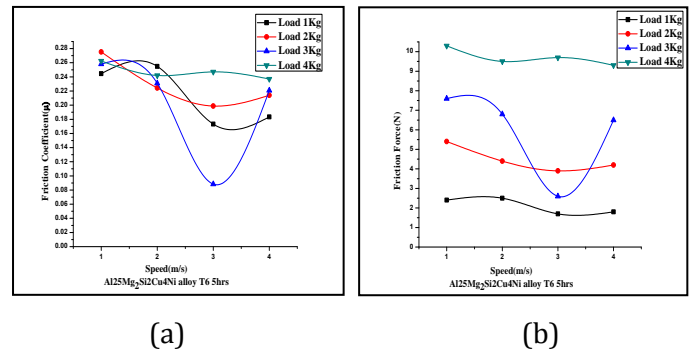 Load 1Kg
Load 2Kg
Load 3Kg
Load 4Kg
0.28
0.26
0.24
0.22
0.20
0.18
0.16
0.14
0.12
0.10
0.08
0.06
0.04
0.02
0.00
Friction Coefficient(μ)
1 2 3 4
Speed(m/s)
Al25Mg₂Si2Cu4Ni alloy T6 5hrs
(a)
Load 1Kg
Load 2Kg
Load 3Kg
Load 4Kg
10
9
8
7
6
5
4
3
2
1
0
Friction Force(N)
1 2 3 4
Speed(m/s)
Al25Mg₂Si2Cu4Ni alloy T6 5hrs
(b)